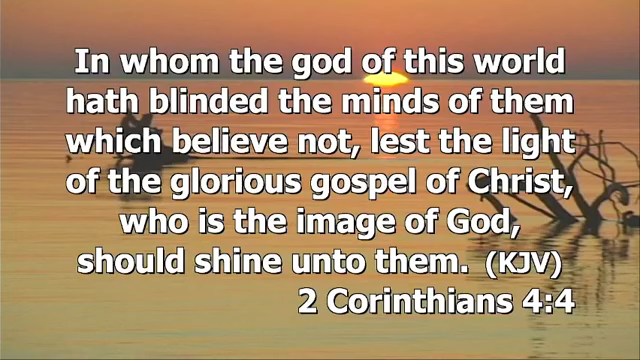 In whom the god of this world
hath blinded the minds of them
which believe not, lest the light
of the glorious gospel of Christ,
who is the image of God,
should shine unto them. (KJV)
2 Corinthians 4:4